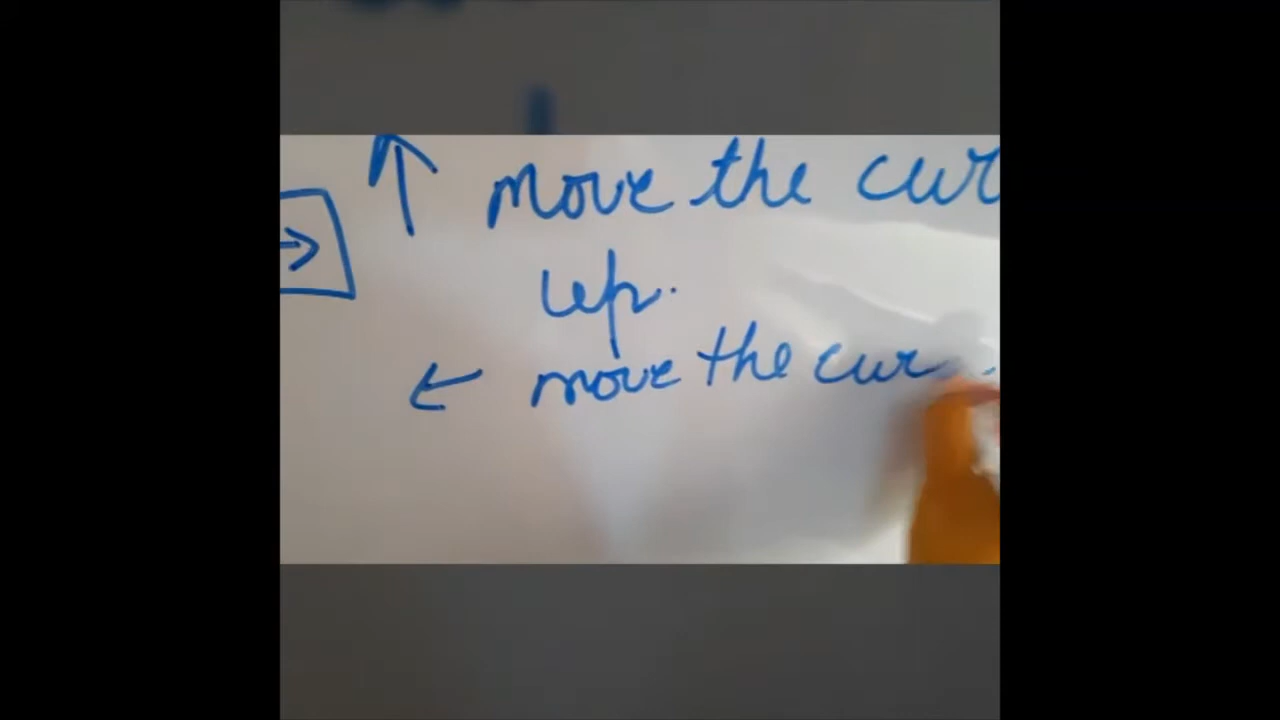 ↑ move the cur
up.
← move the cur